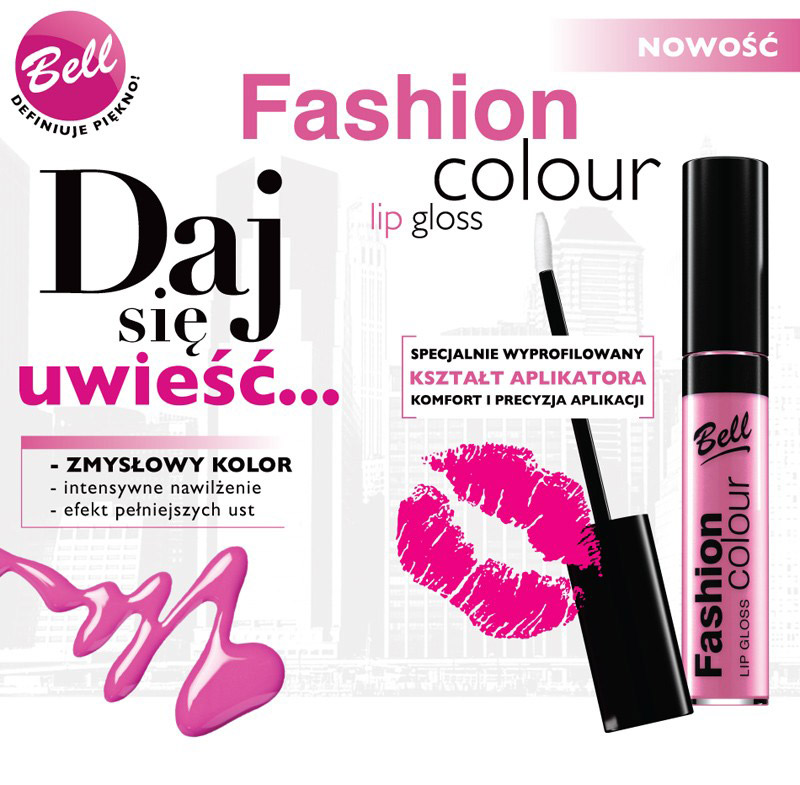 Bell
DEFINIUJE PIĘKNO!
NOWOŚĆ
Fashion
colour
lip gloss
Daj
się
uwieść...
SPECJALNIE WYPROFILOWANY
KSZTAŁT APLIKATORA
KOMFORT I PRECYZJA APLIKACJI
- ZMYSŁOWY KOLOR
- intensywne nawilżenie
- efekt pełniejszych ust
Bell
Fashion
colour
LIP GLOSS